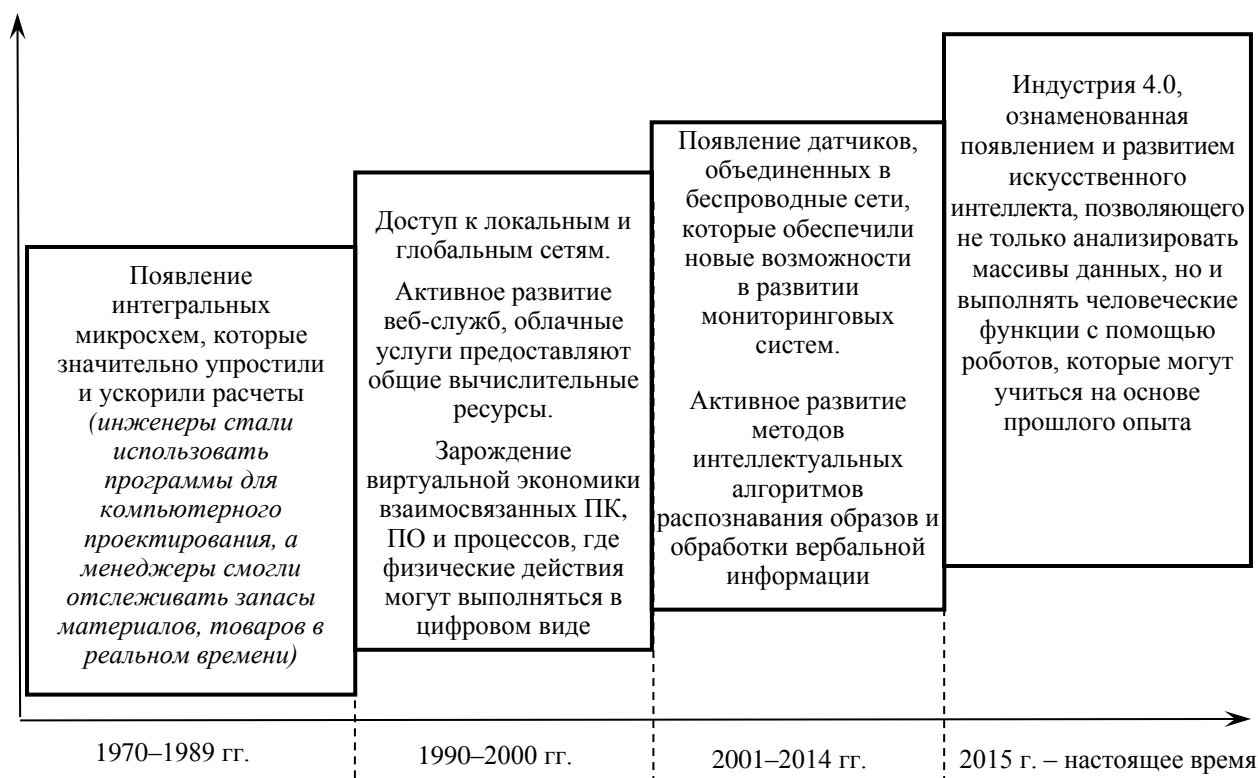 Появление
интегральных
микросхем, которые
значительно упростили
и ускорили расчеты
(инженеры стали
использовать
программы для
компьютерного
проектирования, а
менеджеры смогли
отслеживать запасы
материалов, товаров в
реальном времени)
Доступ к локальным и
глобальным сетям.
Активное развитие
веб-служб, облачные
услуги предоставляют
общие вычислительные
ресурсы.
Зарождение
виртуальной экономики
взаимосвязанных ПК,
ПО и процессов, где
физические действия
могут выполняться в
цифровом виде
Появление датчиков,
объединенных в
беспроводные сети,
которые обеспечили
новые возможности
в развитии
мониторинговых
систем.
Активное развитие
методов
интеллектуальных
алгоритмов
распознавания образов и
обработки вербальной
информации
Индустрия 4.0,
ознаменованная
появлением и развитием
искусственного
интеллекта, позволяющего
не только анализировать
массивы данных, но и
выполнять человеческие
функции с помощью
роботов, которые могут
учиться на основе
прошлого опыта
1970–1989 гг.
1990–2000 гг.
2001–2014 гг.
2015 г. – настоящее время